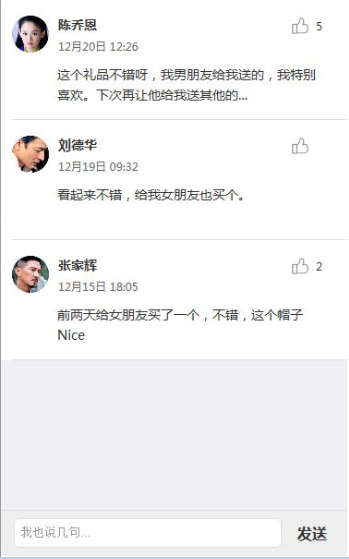 陈乔恩
5
12月20日 12:26
这个礼品不错呀，我男朋友给我送的，我特别
喜欢。下次再让他给我送其他的...
刘德华
12月19日 09:32
看起来不错，给我女朋友也买个。
张家辉
2
12月15日 18:05
前两天给女朋友买了一个，不错，这个帽子
Nice
我也说几句...
发送